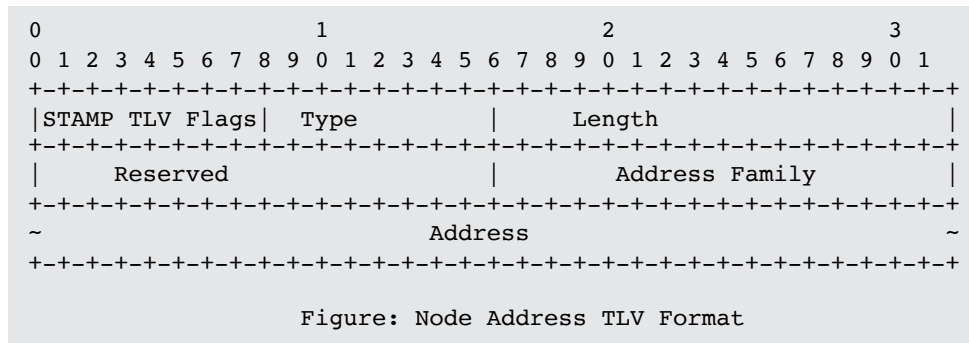 0                   1                   2                   3
0 1 2 3 4 5 6 7 8 9 0 1 2 3 4 5 6 7 8 9 0 1 2 3 4 5 6 7 8 9 0 1
+-+-+-+-+-+-+-+-+-+-+-+-+-+-+-+-+-+-+-+-+-+-+-+-+-+-+-+-+-+-+-+-+
|STAMP TLV Flags|  Type         |     Length                    |
+-+-+-+-+-+-+-+-+-+-+-+-+-+-+-+-+-+-+-+-+-+-+-+-+-+-+-+-+-+-+-+-+
|     Reserved                  |        Address Family         |
+-+-+-+-+-+-+-+-+-+-+-+-+-+-+-+-+-+-+-+-+-+-+-+-+-+-+-+-+-+-+-+-+
~                           Address                             ~
+-+-+-+-+-+-+-+-+-+-+-+-+-+-+-+-+-+-+-+-+-+-+-+-+-+-+-+-+-+-+-+-+
Figure: Node Address TLV Format